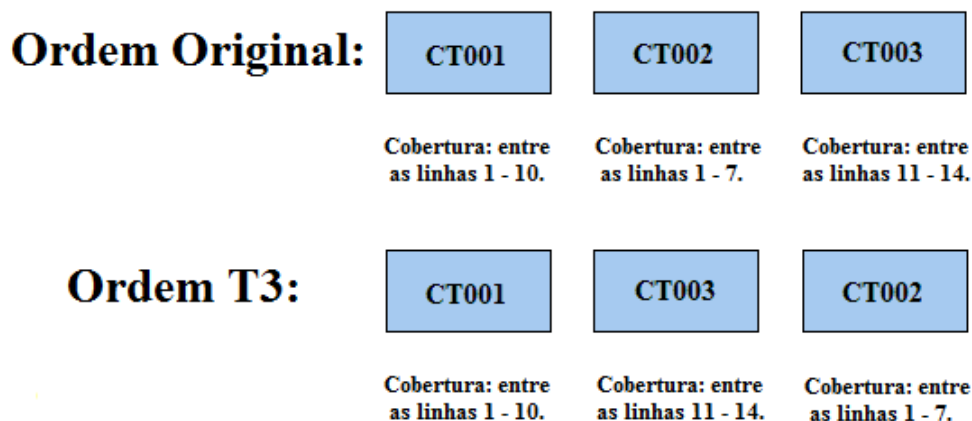 Ordem Original:
CT001
CT002
CT003
Cobertura: entre
as linhas 1 - 10.
Cobertura: entre
as linhas 1 - 7.
Cobertura: entre
as linhas 11 - 14.
Ordem T3:
CT001
CT003
CT002
Cobertura: entre
as linhas 1 - 10.
Cobertura: entre
as linhas 11 - 14.
Cobertura: entre
as linhas 1 - 7.